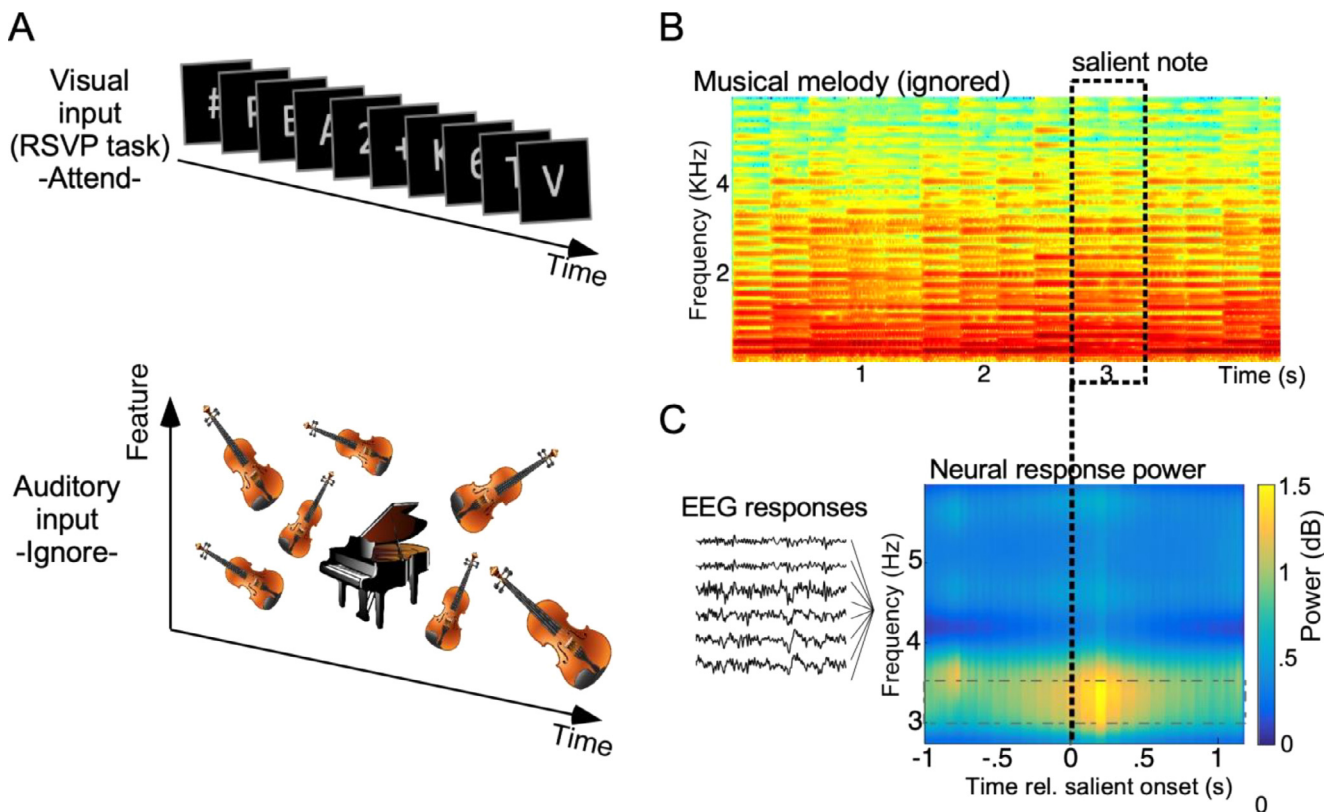 A
Visual
input
(RSVP task)
-Attend-
# P E A 2 + K 6 T V
Time
Feature
Auditory
input
-Ignore-
Time
B
salient note
Musical melody (ignored)
Frequency (KHz)
4
2
1 2 3 Time (s)
C
Neural response power
EEG responses
Frequency (Hz)
5
4
3
-1 -.5 0 .5 1
Time rel. salient onset (s)
1.5
1
.5
0
Power (dB)
0